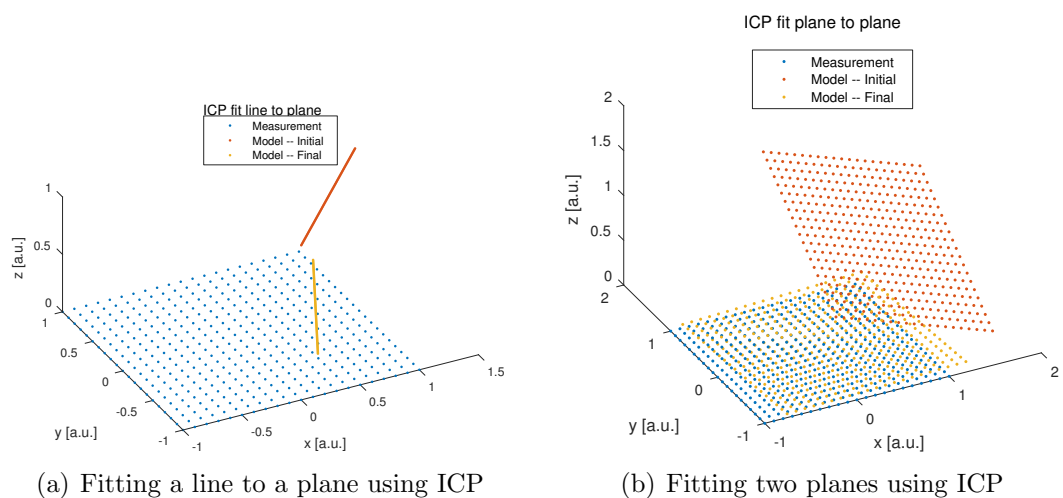 ICP fit line to plane
Measurement
Model -- Initial
Model -- Final
1
0.5
0
z [a.u.]
1
0.5
0
-0.5
-1
y [a.u.]
-1
-0.5
0
0.5
1
1.5
x [a.u.]
(a) Fitting a line to a plane using ICP
ICP fit plane to plane
Measurement
Model -- Initial
Model -- Final
2
1.5
1
0.5
0
z [a.u.]
2
1
0
-1
y [a.u.]
-1
0
1
2
x [a.u.]
(b) Fitting two planes using ICP